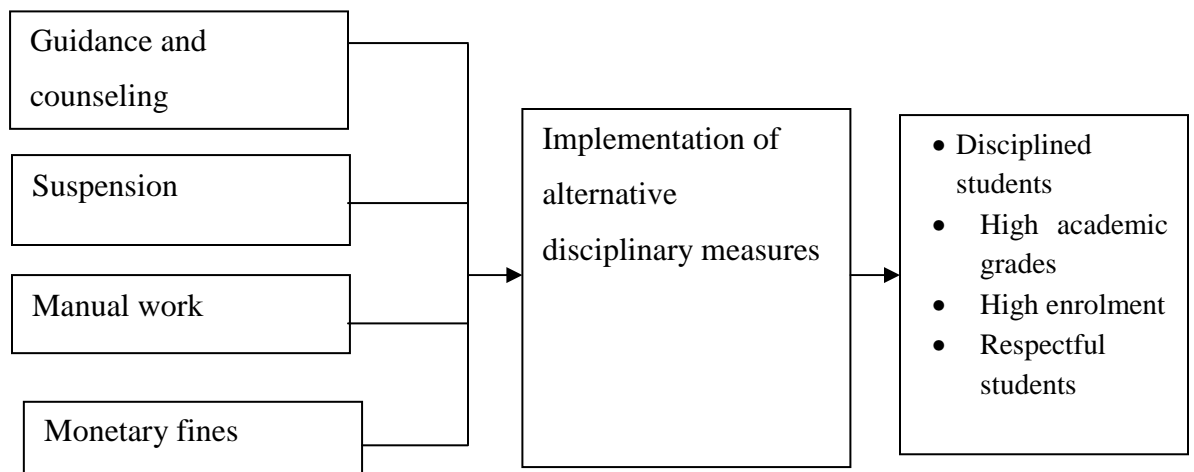 Guidance and
counseling
Suspension
Manual work
Monetary fines
Implementation of
alternative
disciplinary measures
• Disciplined
students
• High academic
grades
• High enrolment
• Respectful
students